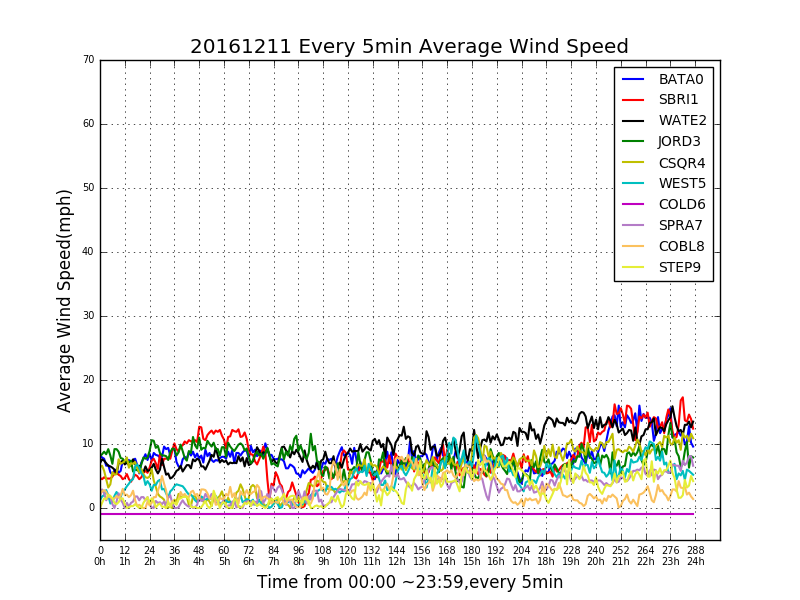 20161211 Every 5min Average Wind Speed
70
60
50
40
30
20
10
0
Average Wind Speed(mph)
BATA0
SBRI1
WATE2
JORD3
CSQR4
WEST5
COLD6
SPRA7
COBL8
STEP9
0 12 24 36 48 60 72 84 96 108 120 132 144 156 168 180 192 204 216 228 240 252 264 276 288
0h 1h 2h 3h 4h 5h 6h 7h 8h 9h 10h 11h 12h 13h 14h 15h 16h 17h 18h 19h 20h 21h 22h 23h 24h
Time from 00:00 ~23:59,every 5min